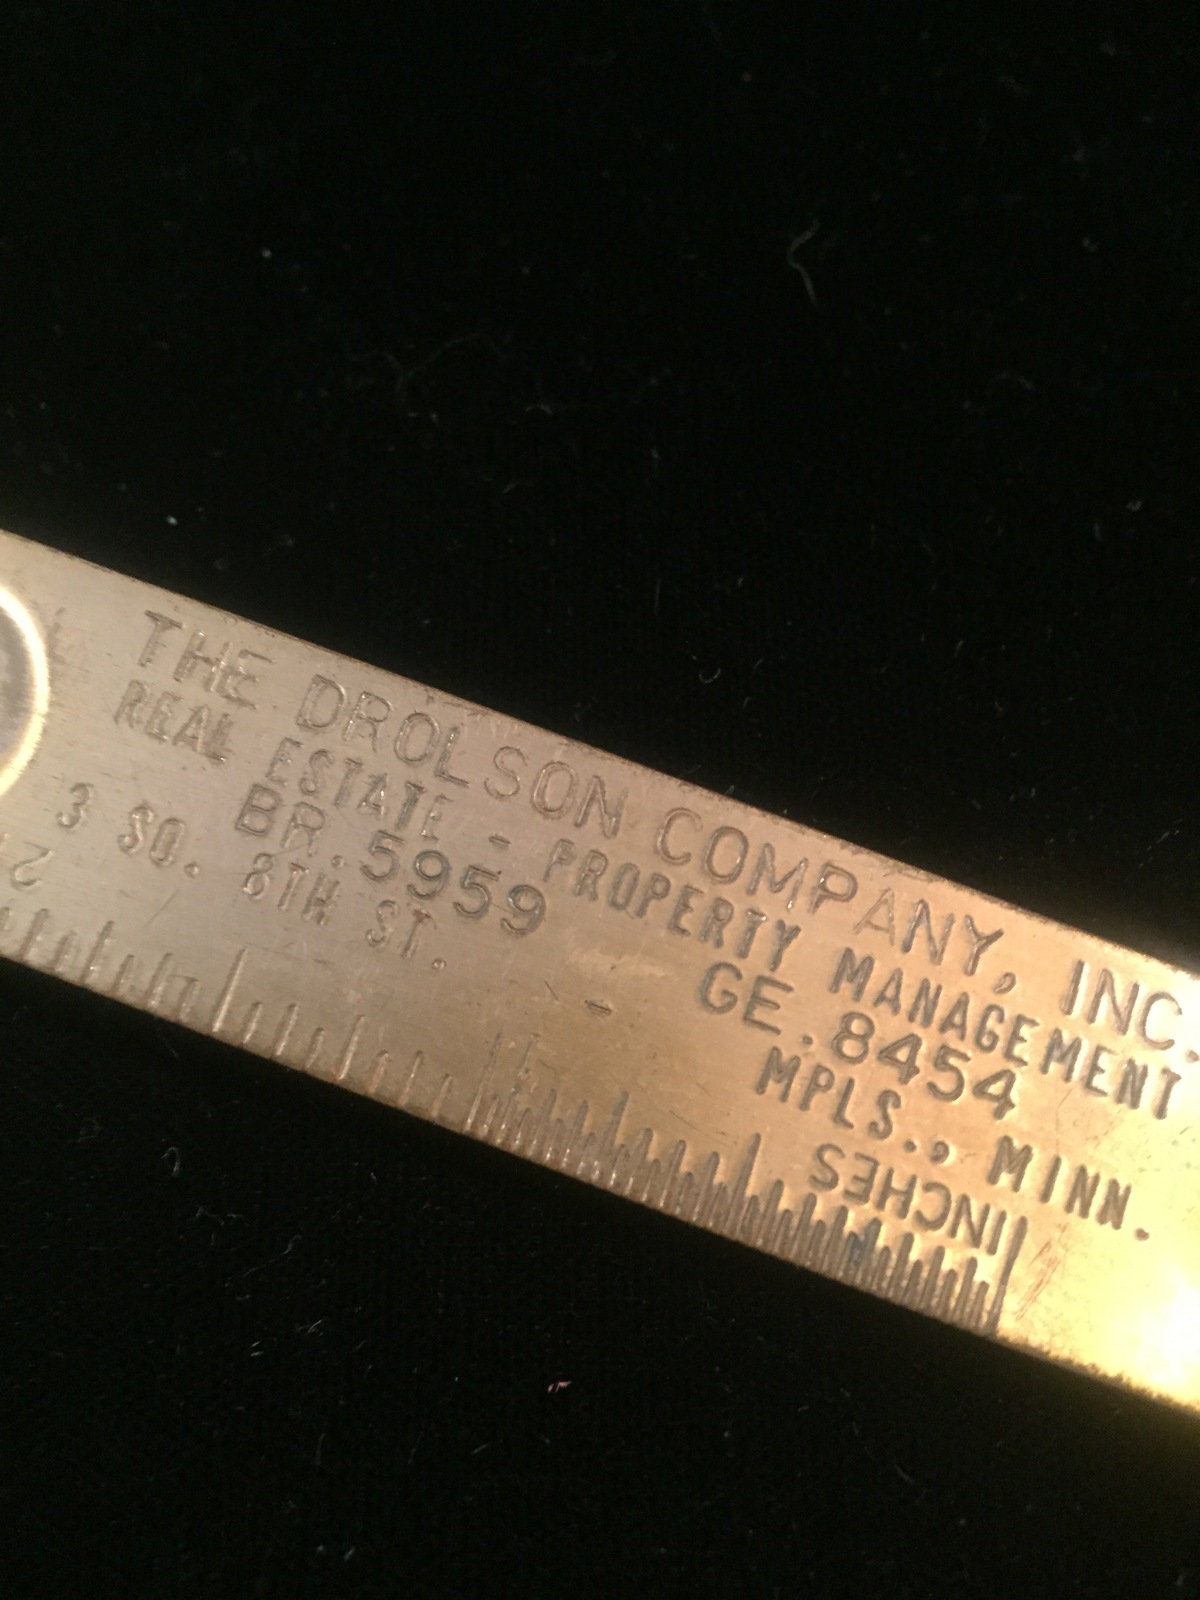 THE DROLSON COMPANY, INC.
REAL ESTATE - PROPERTY MANAGEMENT
BR.5959 - GE.8454
3 SO. 8TH ST. MPLS., MINN.
INCHES
2